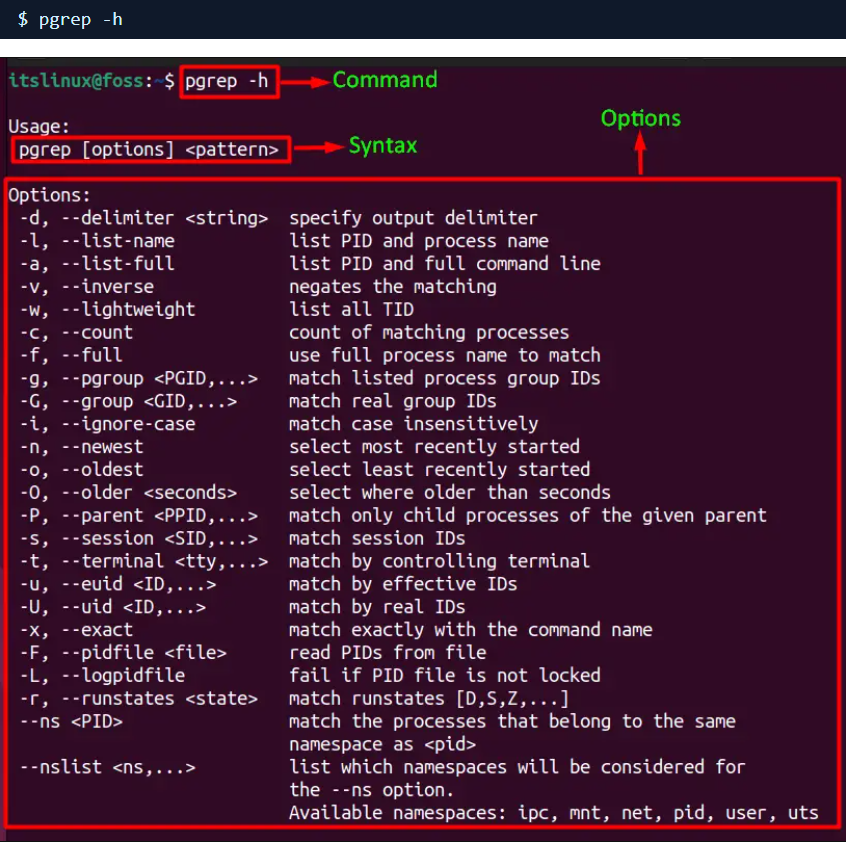 $ pgrep -h
itslinux@foss:~$ pgrep -h Command
Options
Usage:
pgrep [options] <pattern> Syntax
Options:
-d, --delimiter <string> specify output delimiter
-l, --list-name list PID and process name
-a, --list-full list PID and full command line
-v, --inverse negates the matching
-w, --lightweight list all TID
-c, --count count of matching processes
-f, --full use full process name to match
-g, --pgroup <PGID,...> match listed process group IDs
-G, --group <GID,...> match real group IDs
-i, --ignore-case match case insensitively
-n, --newest select most recently started
-o, --oldest select least recently started
-O, --older <seconds> select where older than seconds
-P, --parent <PPID,...> match only child processes of the given parent
-s, --session <SID,...> match session IDs
-t, --terminal <tty,...> match by controlling terminal
-u, --euid <ID,...> match by effective IDs
-U, --uid <ID,...> match by real IDs
-x, --exact match exactly with the command name
-F, --pidfile <file> read PIDs from file
-L, --logpidfile fail if PID file is not locked
-r, --runstates <state> match runstates [D,S,Z,...]
--ns <PID> match the processes that belong to the same
namespace as <pid>
--nslist <ns,...> list which namespaces will be considered for
the --ns option.
Available namespaces: ipc, mnt, net, pid, user, uts